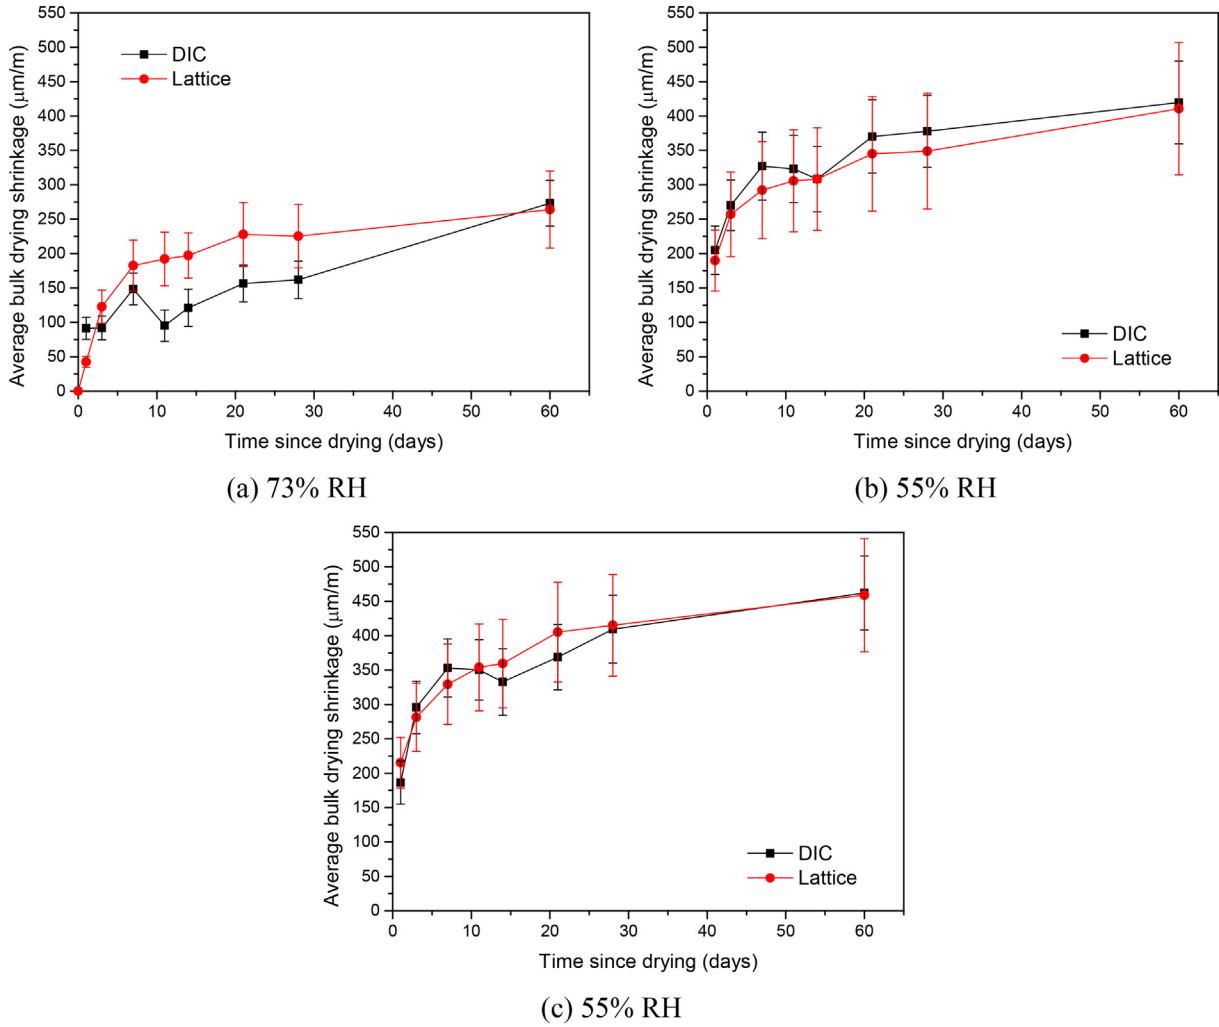 550
500
450
400
350
300
250
200
150
100
50
0
Average bulk drying shrinkage (μm/m)
DIC
Lattice
0 10 20 30 40 50 60
Time since drying (days)
(a) 73% RH
550
500
450
400
350
300
250
200
150
100
50
0
Average bulk drying shrinkage (μm/m)
DIC
Lattice
0 10 20 30 40 50 60
Time since drying (days)
(b) 55% RH
550
500
450
400
350
300
250
200
150
100
50
0
Average bulk drying shrinkage (μm/m)
DIC
Lattice
0 10 20 30 40 50 60
Time since drying (days)
(c) 55% RH